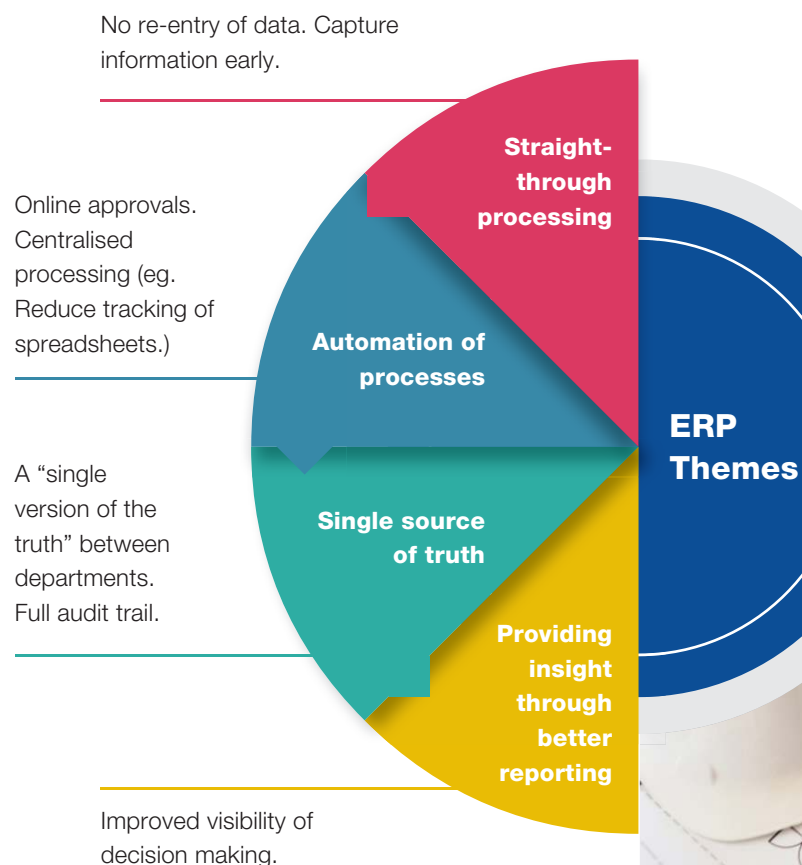 No re-entry of data. Capture
information early.
Straight-
through
processing
Online approvals.
Centralised
processing (eg.
Reduce tracking of
spreadsheets.)
Automation of
processes
ERP
Themes
A “single
version of the
truth” between
departments.
Full audit trail.
Single source
of truth
Providing
insight
through
better
reporting
Improved visibility of
decision making.